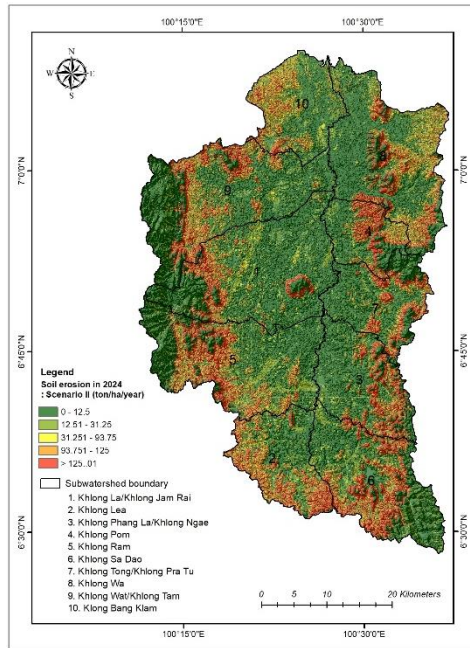 100°15'0"E 100°30'0"E
N
W E
S
10
8
7°0'0"N 7°0'0"N
9
4
1
7
6°45'0"N 5 3 6°45'0"N
Legend
Soil erosion in 2024
: Scenario II (ton/ha/year)
0 - 12.5
12.51 - 31.25
31.251 - 93.75
93.751 - 125
> 125..01
2 6
Subwatershed boundary
1. Khlong La/Khlong Jam Rai
2. Khlong Lea
3. Khlong Phang La/Khlong Ngae
6°30'0"N 6°30'0"N
4. Khlong Pom
5. Khlong Ram
6. Khlong Sa Dao
7. Khlong Tong/Khlong Pra Tu
8. Khlong Wa
9. Khlong Wat/Khlong Tam
10. Klong Bang Klam
0 5 10 20 Kilometers
100°15'0"E 100°30'0"E